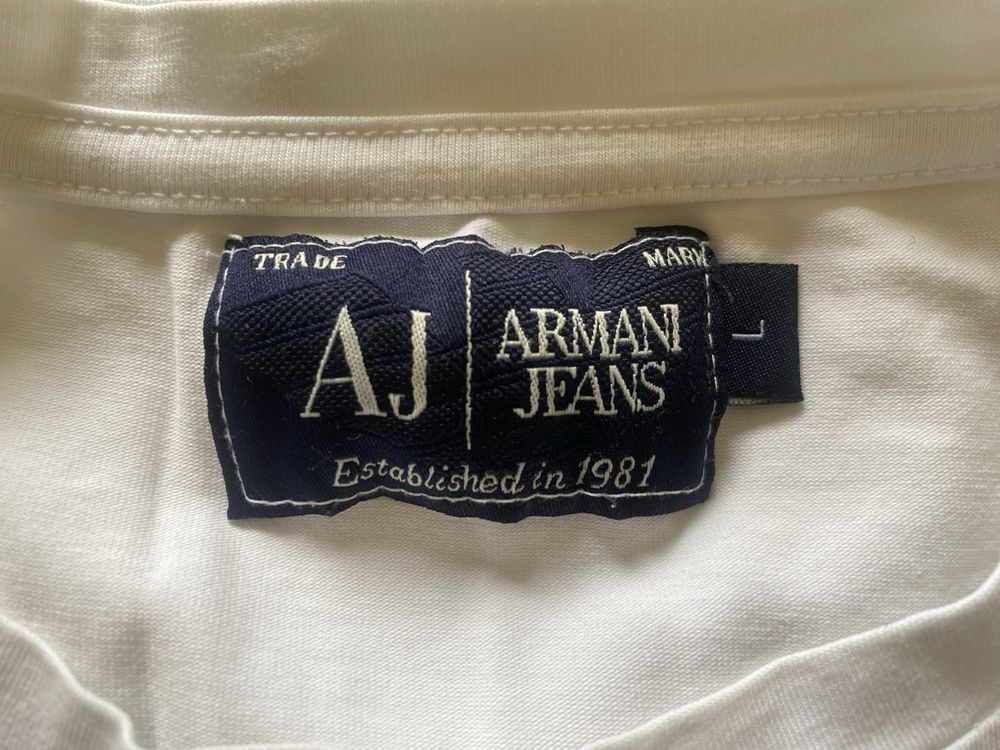 TRADE MARK
AJ
ARMANI
JEANS
Established in 1981
L